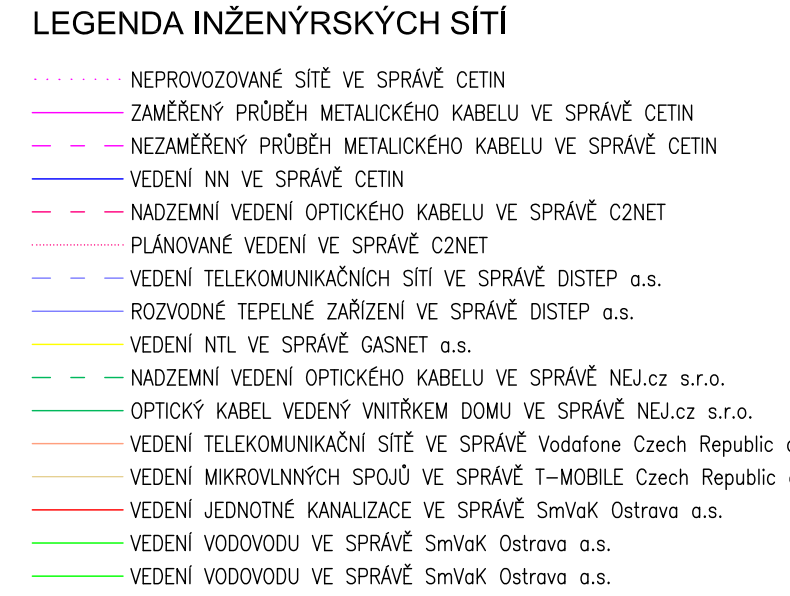 LEGENDA INŽENÝRSKÝCH SÍTÍ
NEPROVOZOVANÉ SÍTĚ VE SPRÁVĚ CETIN
ZAMĚŘENÝ PRŮBĚH METALICKÉHO KABELU VE SPRÁVĚ CETIN
NEZAMĚŘENÝ PRŮBĚH METALICKÉHO KABELU VE SPRÁVĚ CETIN
VEDENÍ NN VE SPRÁVĚ CETIN
NADZEMNÍ VEDENÍ OPTICKÉHO KABELU VE SPRÁVĚ C2NET
PLÁNOVANÉ VEDENÍ VE SPRÁVĚ C2NET
VEDENÍ TELEKOMUNIKAČNÍCH SÍTÍ VE SPRÁVĚ DISTEP a.s.
ROZVODNÉ TEPELNÉ ZAŘÍZENÍ VE SPRÁVĚ DISTEP a.s.
VEDENÍ NTL VE SPRÁVĚ GASNET a.s.
NADZEMNÍ VEDENÍ OPTICKÉHO KABELU VE SPRÁVĚ NEJ.cz s.r.o.
OPTICKÝ KABEL VEDENÝ VNITŘKEM DOMU VE SPRÁVĚ NEJ.cz s.r.o.
VEDENÍ TELEKOMUNIKAČNÍ SÍTĚ VE SPRÁVĚ Vodafone Czech Republic
VEDENÍ MIKROVLNNÝCH SPOJŮ VE SPRÁVĚ T-MOBILE Czech Republic
VEDENÍ JEDNOTNÉ KANALIZACE VE SPRÁVĚ SmVaK Ostrava a.s.
VEDENÍ VODOVODU VE SPRÁVĚ SmVaK Ostrava a.s.
VEDENÍ VODOVODU VE SPRÁVĚ SmVaK Ostrava a.s.